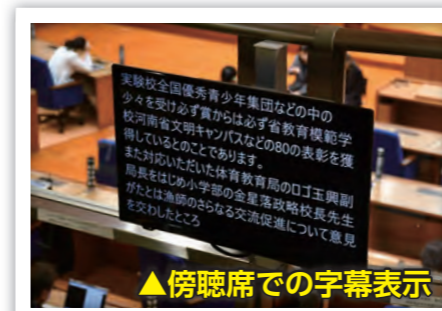 実験校全国優秀青少年集団などの中の
少々を受け必ず賞からは必ず省教育模範学
校河南省文明キャンパスなどの80の表彰を獲
得しているとのことであります。
また対応いただいた体育教育局のロゴ玉興副
局長をはじめ小学部の金星落政略校長先生
がたとは漁師のさらなる交流促進について意見
を交わしたところ
▲傍聴席での字幕表示